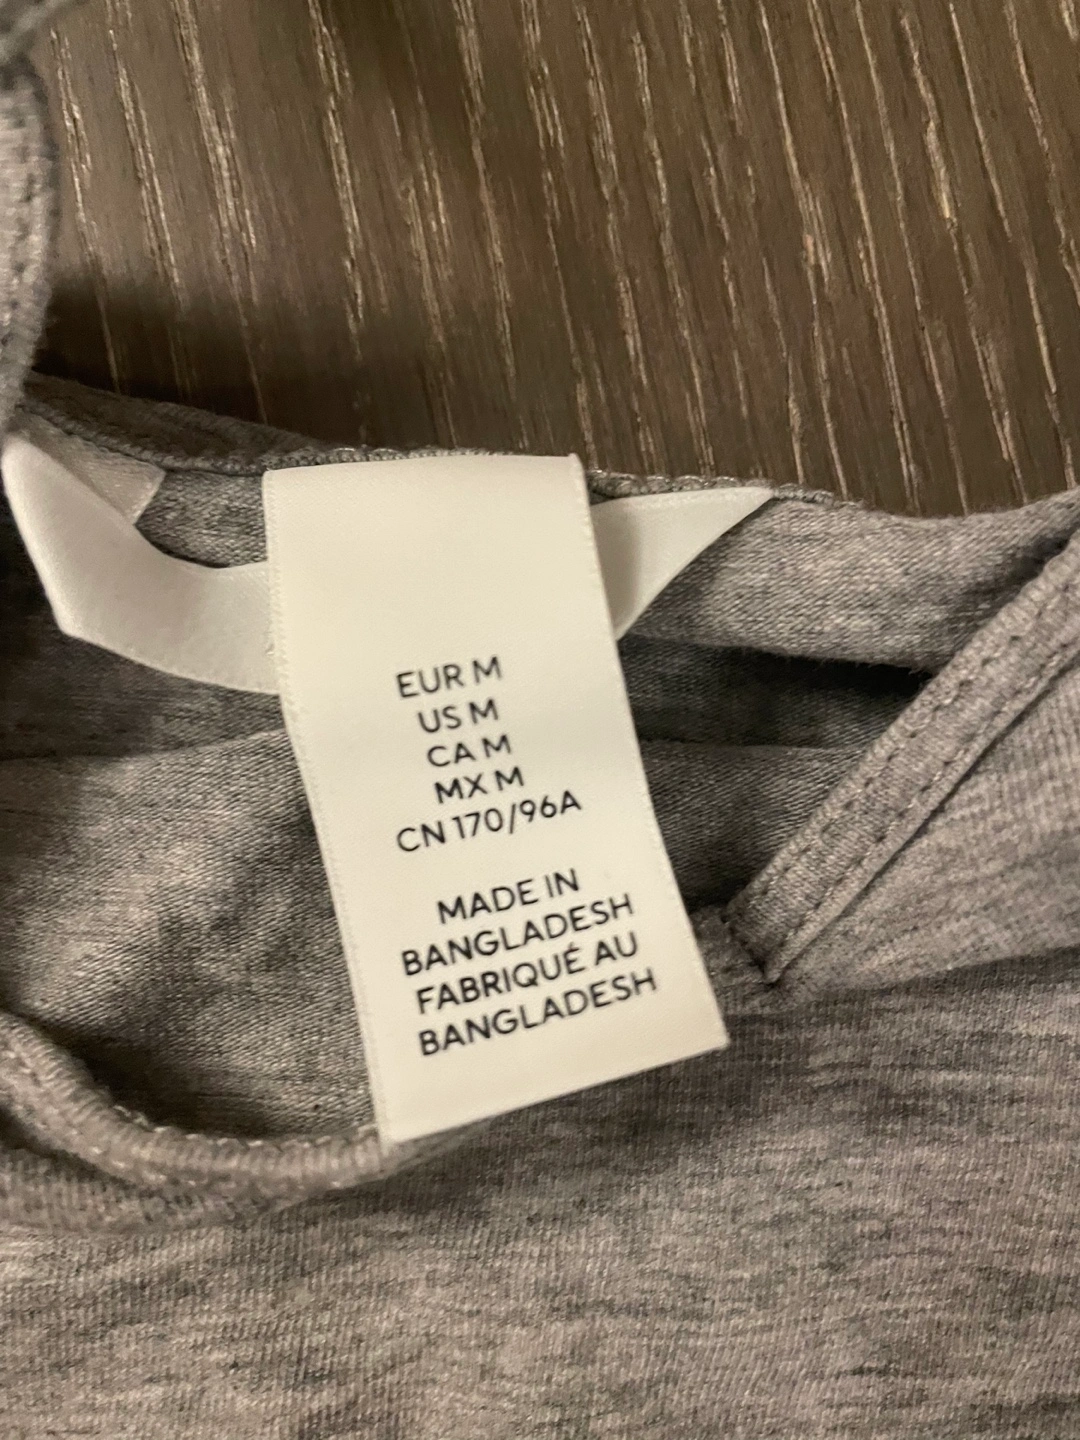 EUR M
US M
CA M
MX M
CN 170/96A
MADE IN
BANGLADESH
FABRIQUÉ AU
BANGLADESH